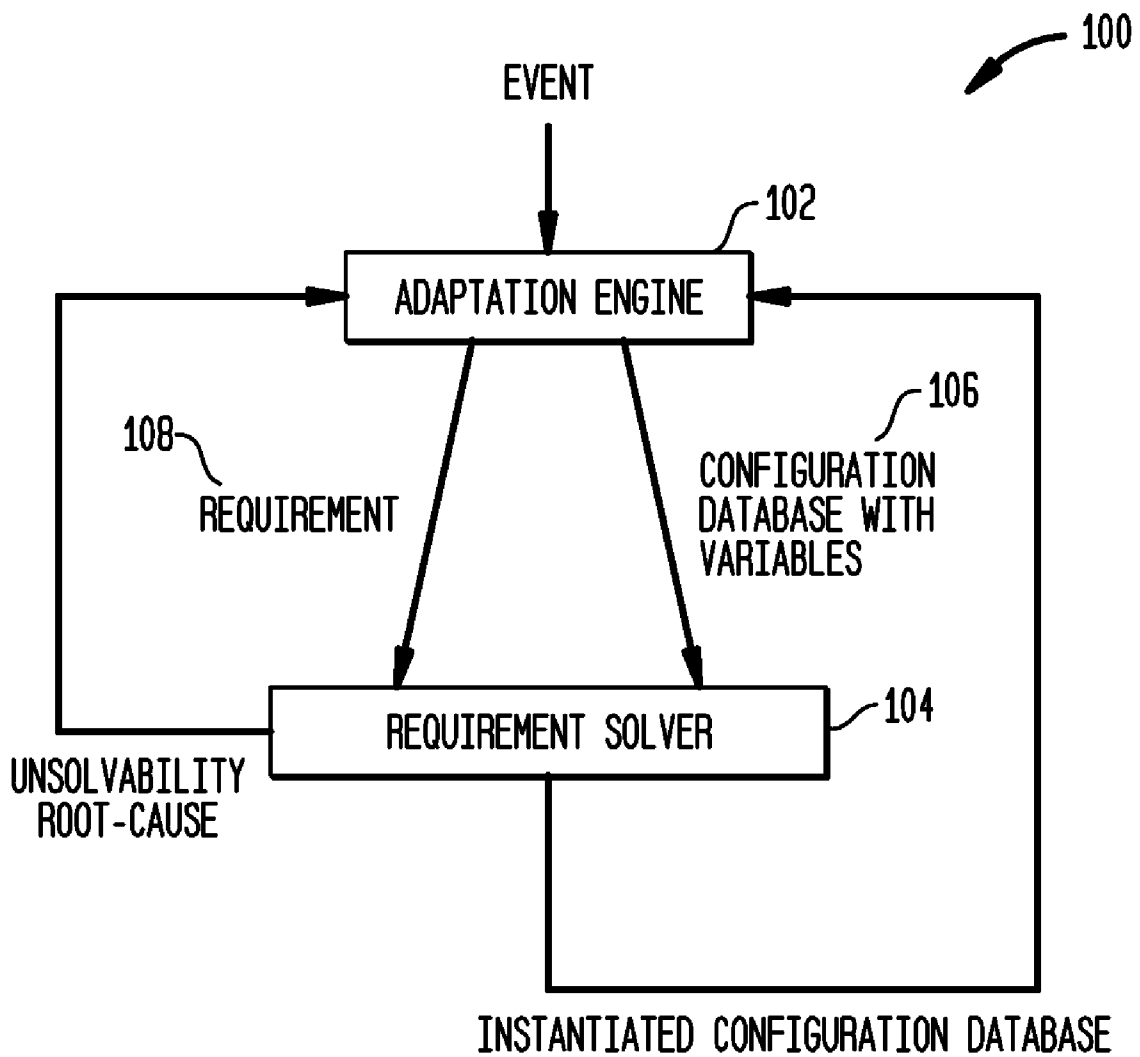 100
EVENT
102
ADAPTATION ENGINE
106
108
CONFIGURATION
DATABASE WITH
VARIABLES
REQUIREMENT
104
REQUIREMENT SOLVER
UNSOLVABILITY
ROOT-CAUSE
INSTANTIATED CONFIGURATION DATABASE